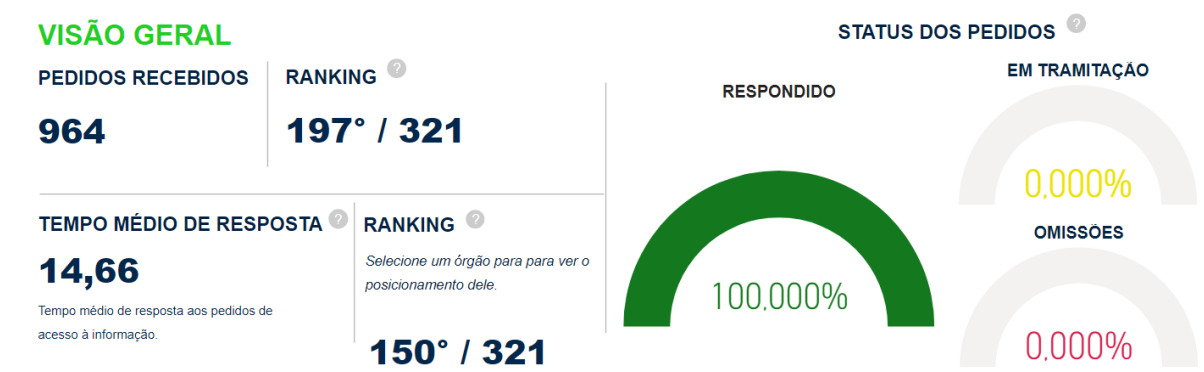 VISÃO GERAL
PEDIDOS RECEBIDOS
964
RANKING ?
197° / 321
TEMPO MÉDIO DE RESPOSTA ?
14,66
Tempo médio de resposta aos pedidos de
acesso à informação.
RANKING ?
Selecione um órgão para para ver o
posicionamento dele.
150° / 321
STATUS DOS PEDIDOS ?
RESPONDIDO
100,000%
EM TRAMITAÇÃO
0,000%
OMISSÕES
0,000%